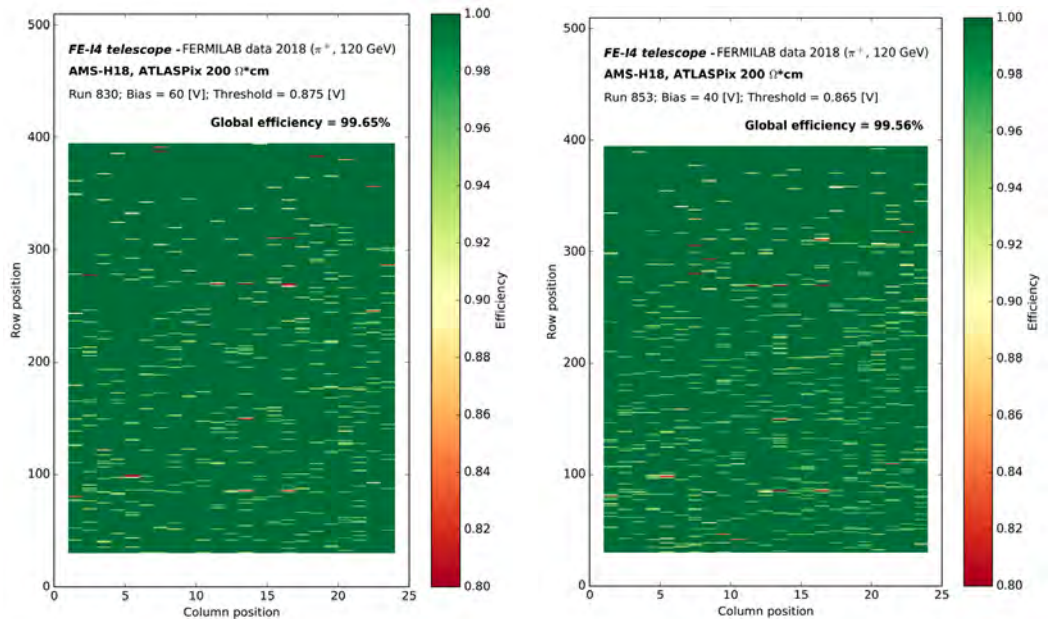 FE-I4 telescope - FERMILAB data 2018 (π⁺, 120 GeV)
AMS-H18, ATLASPix 200 Ω*cm
Run 830; Bias = 60 [V]; Threshold = 0.875 [V]
Global efficiency = 99.65%
500
400
300
200
100
0
Row position
0 5 10 15 20 25
Column position
1.00
0.98
0.96
0.94
0.92
0.90
0.88
0.86
0.84
0.82
0.80
Efficiency
FE-I4 telescope - FERMILAB data 2018 (π⁺, 120 GeV)
AMS-H18, ATLASPix 200 Ω*cm
Run 853; Bias = 40 [V]; Threshold = 0.865 [V]
Global efficiency = 99.56%
500
400
300
200
100
0
Row position
0 5 10 15 20 25
Column position
1.00
0.98
0.96
0.94
0.92
0.90
0.88
0.86
0.84
0.82
0.80
Efficiency